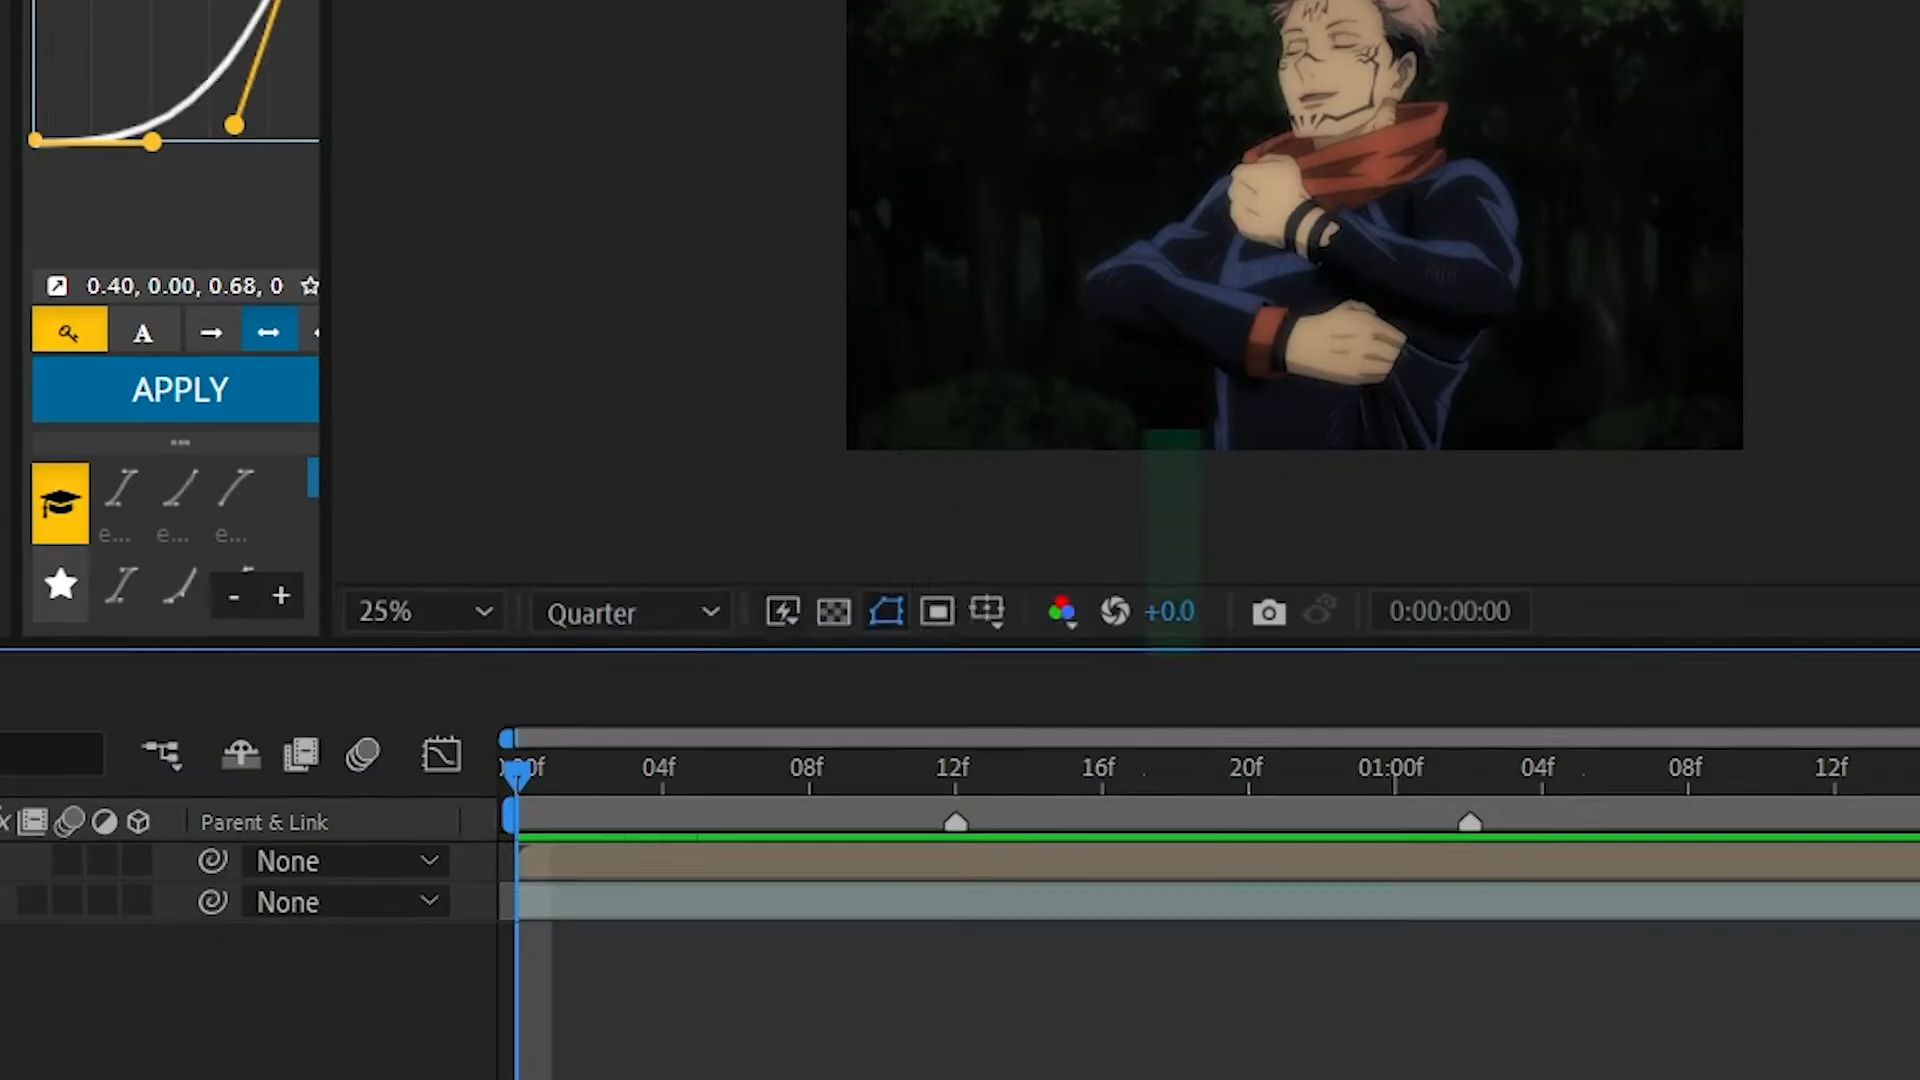 0.40, 0.00, 0.68, 0
A
APPLY
e... e... e...
- +
25%
Quarter
+0.0
0:00:00:00
04f 08f 12f 16f 20f 01:00f 04f 08f 12f
Parent & Link
None
None